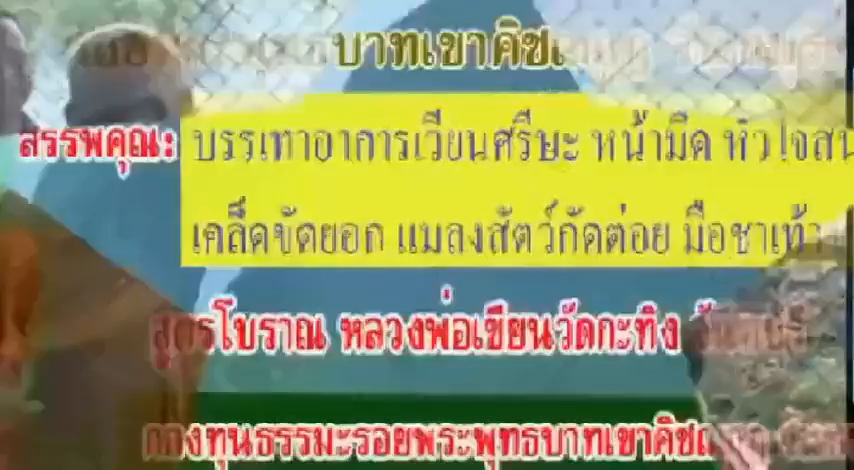 บาทเขาคิช
สรรพคุณ: บรรเทาอาการเวียนศรีษะ หน้ามืด หัวใจสั่น
เคล็ดขัดยอก แมลงสัตว์กัดต่อย มือชาเท้า
สูตรโบราณ หลวงพ่อเขียนวัดกะทิง จันทบุรี
กองทุนธรรมะรอยพระพุทธบาทเขาคิชฌ